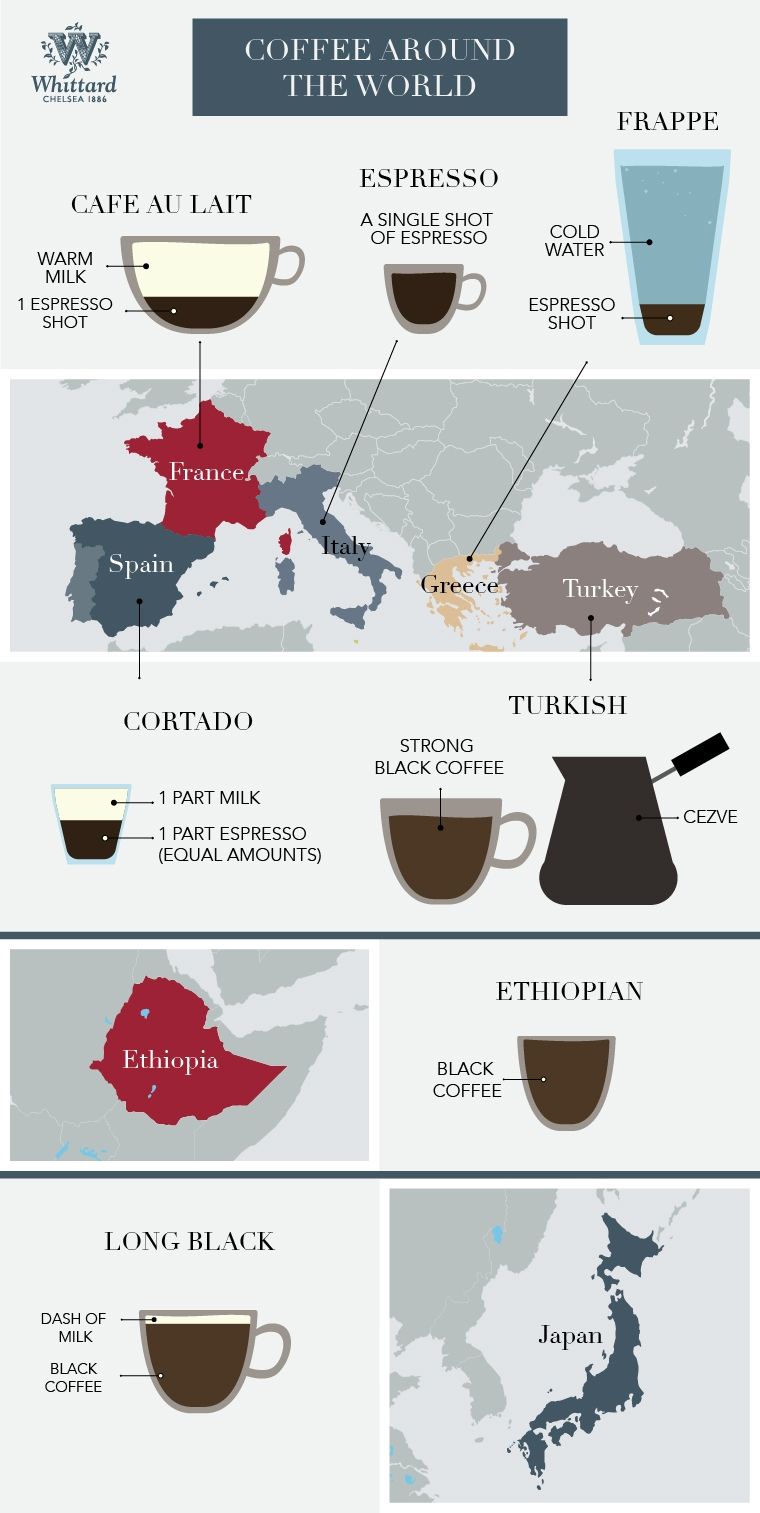 W
Whittard
CHELSEA 1886
COFFEE AROUND
THE WORLD
CAFE AU LAIT
WARM
MILK
1 ESPRESSO
SHOT
ESPRESSO
A SINGLE SHOT
OF ESPRESSO
FRAPPE
COLD
WATER
ESPRESSO
SHOT
France
Spain
Italy
Greece
Turkey
CORTADO
1 PART MILK
1 PART ESPRESSO
(EQUAL AMOUNTS)
TURKISH
STRONG
BLACK COFFEE
CEZVE
Ethiopia
ETHIOPIAN
BLACK
COFFEE
LONG BLACK
DASH OF
MILK
BLACK
COFFEE
Japan